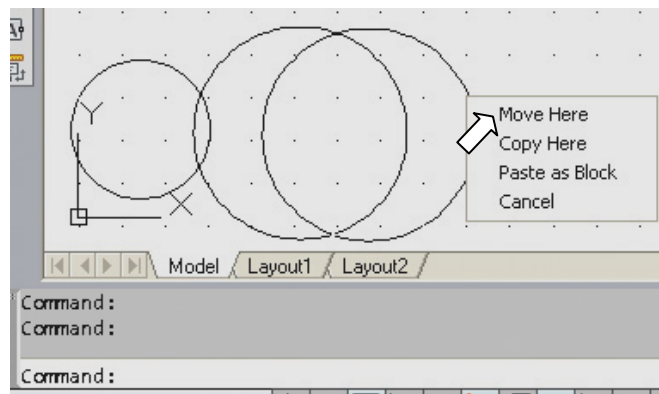 A
Y
X
Move Here
Copy Here
Paste as Block
Cancel
Model Layout1 Layout2
Command:
Command:
Command: